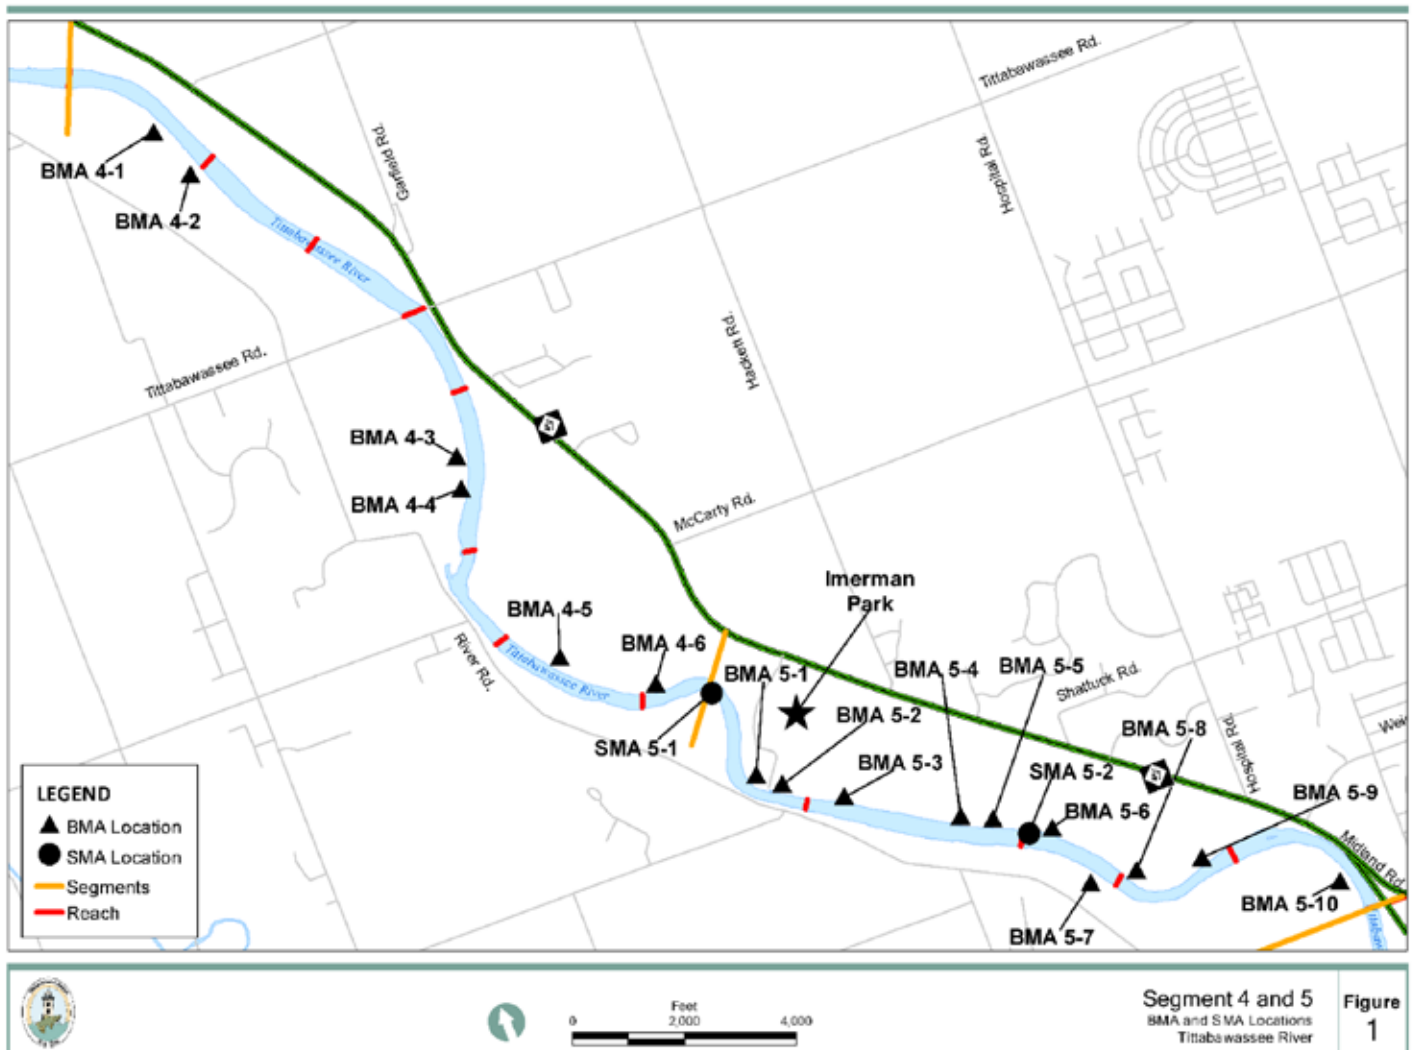 Tittabawassee Rd.
Garfield Rd.
Hospital Rd.
BMA 4-1
BMA 4-2
Tittabawassee River
Hackett Rd.
Tittabawassee Rd.
BMA 4-3
BMA 4-4
McCarty Rd.
Imerman
Park
BMA 4-5
BMA 4-6
River Rd.
Tittabawassee River
BMA 5-1
BMA 5-4
BMA 5-5
Shattuck Rd.
BMA 5-2
BMA 5-8
SMA 5-1
BMA 5-3
SMA 5-2
Hospital Rd.
BMA 5-9
BMA 5-6
Midland Rd.
BMA 5-10
BMA 5-7
LEGEND
BMA Location
SMA Location
Segments
Reach
Feet
0 2,000 4,000
Segment 4 and 5
BMA and SMA Locations
Tittabawassee River
Figure
1